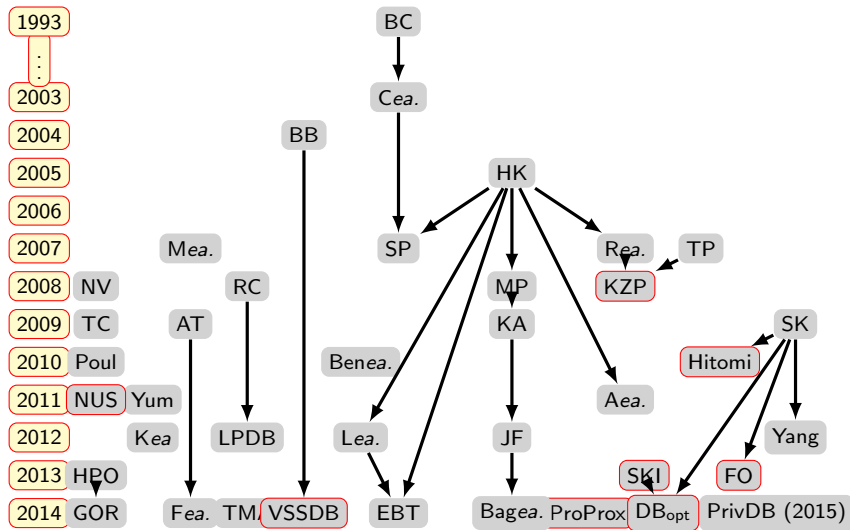 1993 BC
⋮
2003 Cea.
2004 BB
2005 HK
2006
2007 Mea. SP Rea. TP
2008 NV RC MP KZP
2009 TC AT KA SK
2010 Poul Benea. Hitomi
2011 NUS Yum Aea.
2012 Kea LPDB Lea. JF Yang
2013 HPO SKI FO
2014 GOR Fea. VSSDB EBT Bagea. ProProx DBopt PrivDB (2015)